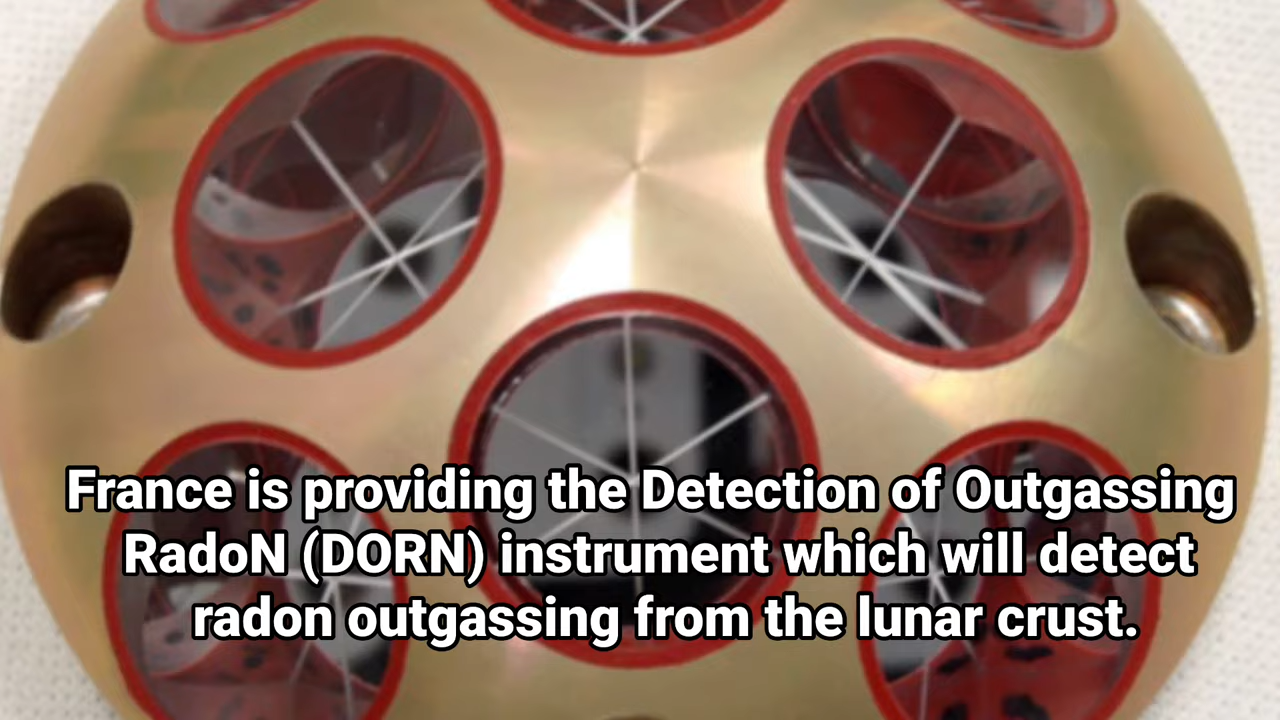 France is providing the Detection of Outgassing
RadoN (DORN) instrument which will detect
radon outgassing from the lunar crust.